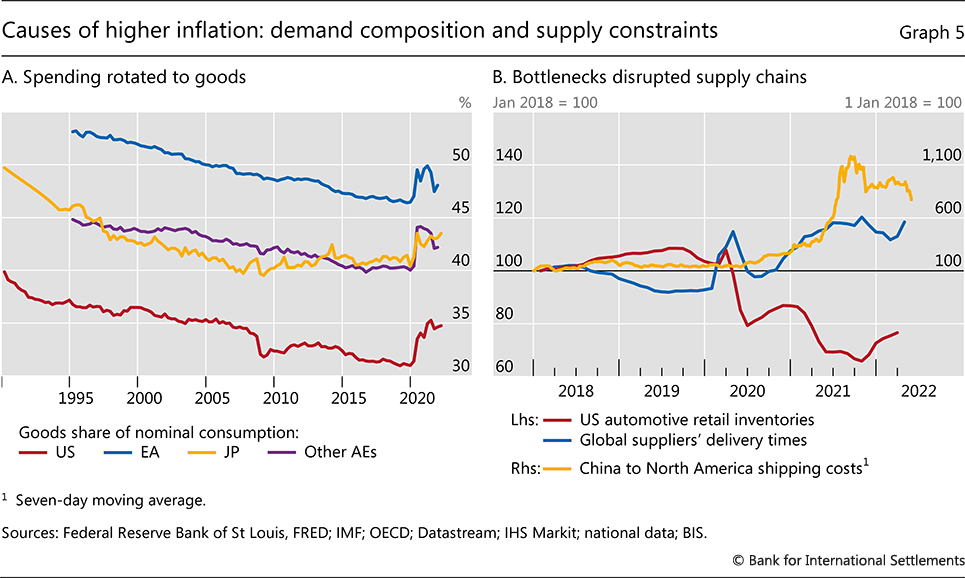 Causes of higher inflation: demand composition and supply constraints Graph 5
A. Spending rotated to goods
%
50
45
40
35
30
1995 2000 2005 2010 2015 2020
Goods share of nominal consumption:
US EA JP Other AEs
B. Bottlenecks disrupted supply chains
Jan 2018 = 100 1 Jan 2018 = 100
140 1,100
120 600
100 100
80
60
2018 2019 2020 2021 2022
Lhs: US automotive retail inventories
Global suppliers’ delivery times
Rhs: China to North America shipping costs¹
¹ Seven-day moving average.
Sources: Federal Reserve Bank of St Louis, FRED; IMF; OECD; Datastream; IHS Markit; national data; BIS.
© Bank for International Settlements